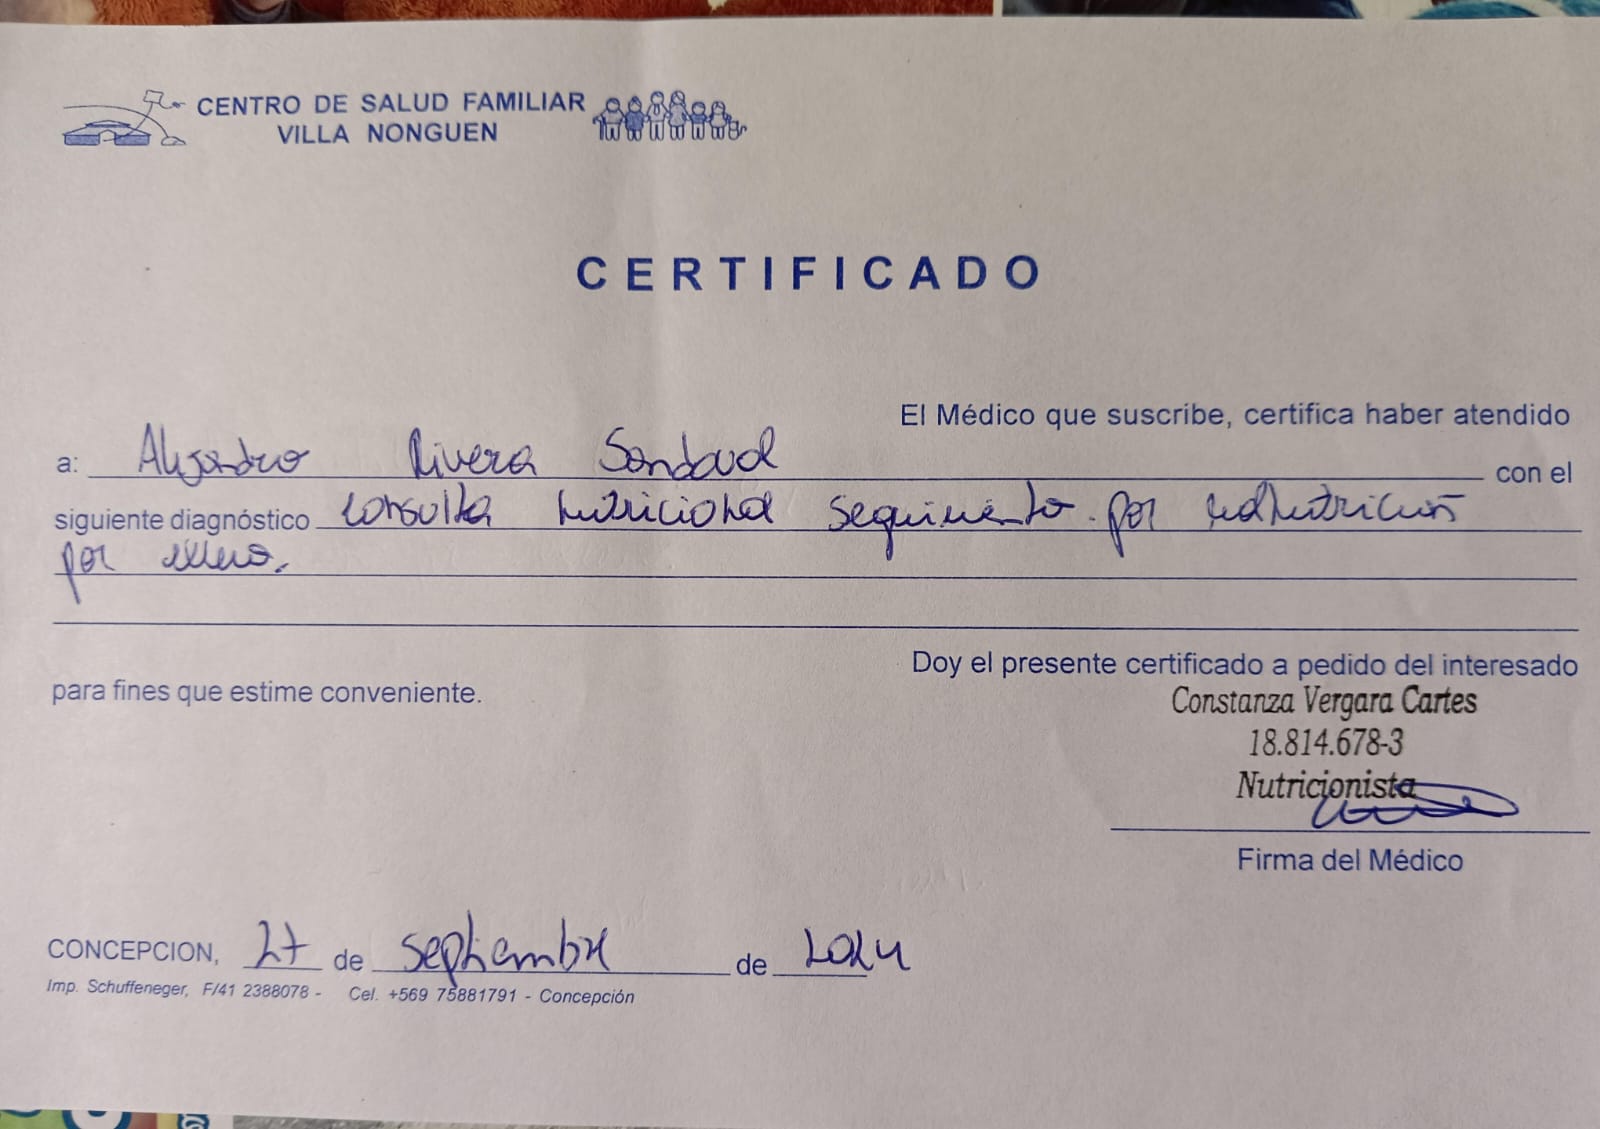 CENTRO DE SALUD FAMILIAR
VILLA NONGUEN
CERTIFICADO
El Médico que suscribe, certifica haber atendido
a: Alejandro Rivera Sandoval con el
siguiente diagnóstico consulta nutricional seguimiento por malnutrición
por
para fines que estime conveniente.
Doy el presente certificado a pedido del interesado
Constanza Vergara Cartes
18.814.678-3
Nutricionista
Firma del Médico
CONCEPCION, 27 de septiembre de 2024
Imp. Schuffeneger, F/41 2388078 - Cel. +569 75881791 - Concepción